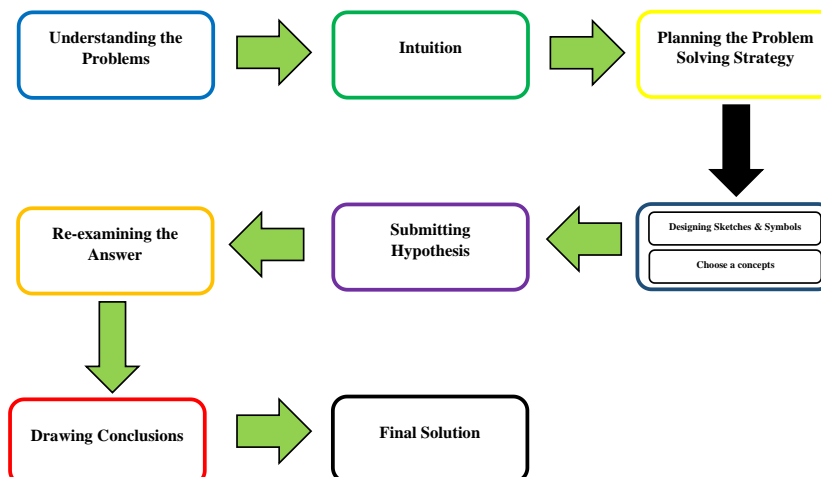 Understanding the
Problems
Intuition
Planning the Problem
Solving Strategy
Designing Sketches & Symbols
Choose a concepts
Submitting
Hypothesis
Re-examining the
Answer
Drawing Conclusions
Final Solution